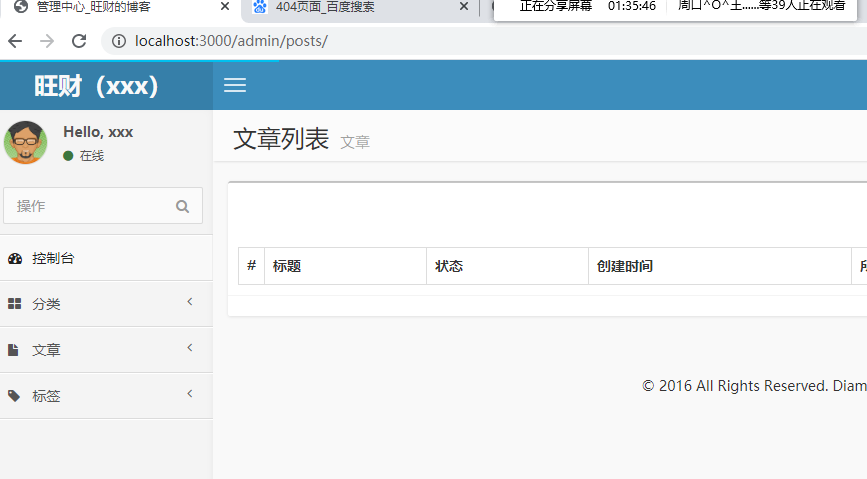 管理中心_旺财的博客
404页面_百度搜索
正在分享屏幕 01:35:46 周口^O^王......等39人正在观看
localhost:3000/admin/posts/
旺财（xxx）
Hello, xxx
在线
文章列表 文章
操作
控制台
分类
文章
标签
# 标题 状态 创建时间
© 2016 All Rights Reserved. Diam